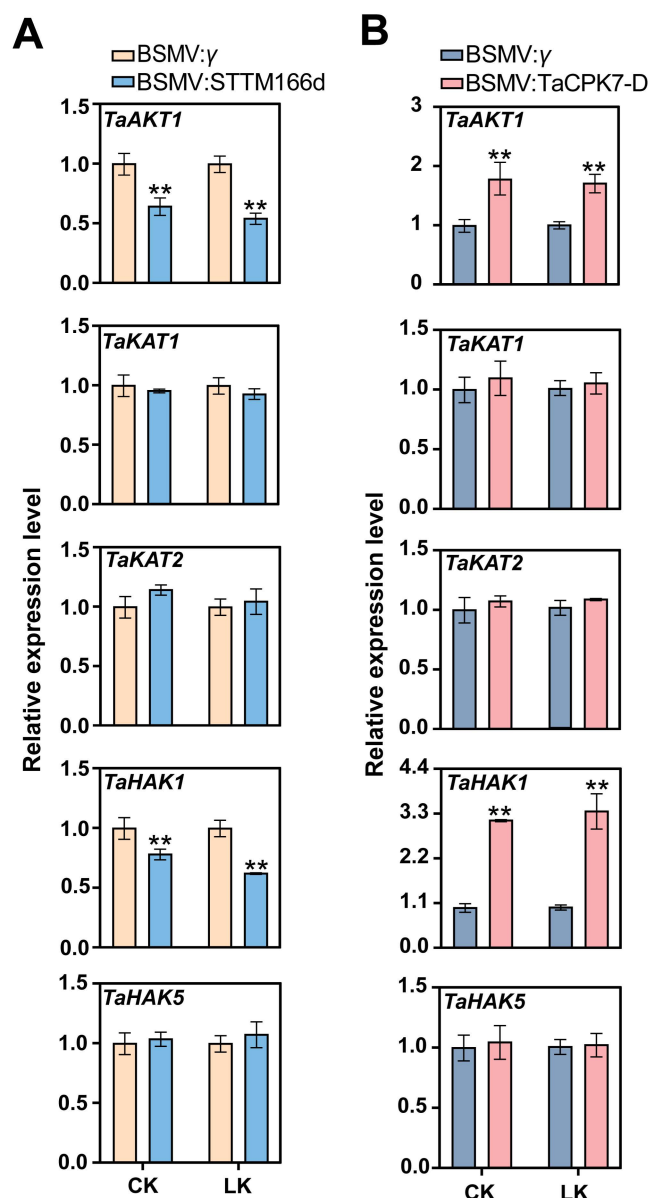 A
BSMV:γ
BSMV:STTM166d
Relative expression level
TaAKT1
1.5
1.0
0.5
0.0
**
**
TaKAT1
1.5
1.0
0.5
0.0
TaKAT2
1.5
1.0
0.5
0.0
TaHAK1
1.5
1.0
0.5
0.0
**
**
TaHAK5
1.5
1.0
0.5
0.0
CK LK
B
BSMV:γ
BSMV:TaCPK7-D
Relative expression level
TaAKT1
3
2
1
0
**
**
TaKAT1
1.5
1.0
0.5
0.0
TaKAT2
1.5
1.0
0.5
0.0
TaHAK1
4.4
3.3
2.2
1.1
0.0
**
**
TaHAK5
1.5
1.0
0.5
0.0
CK LK